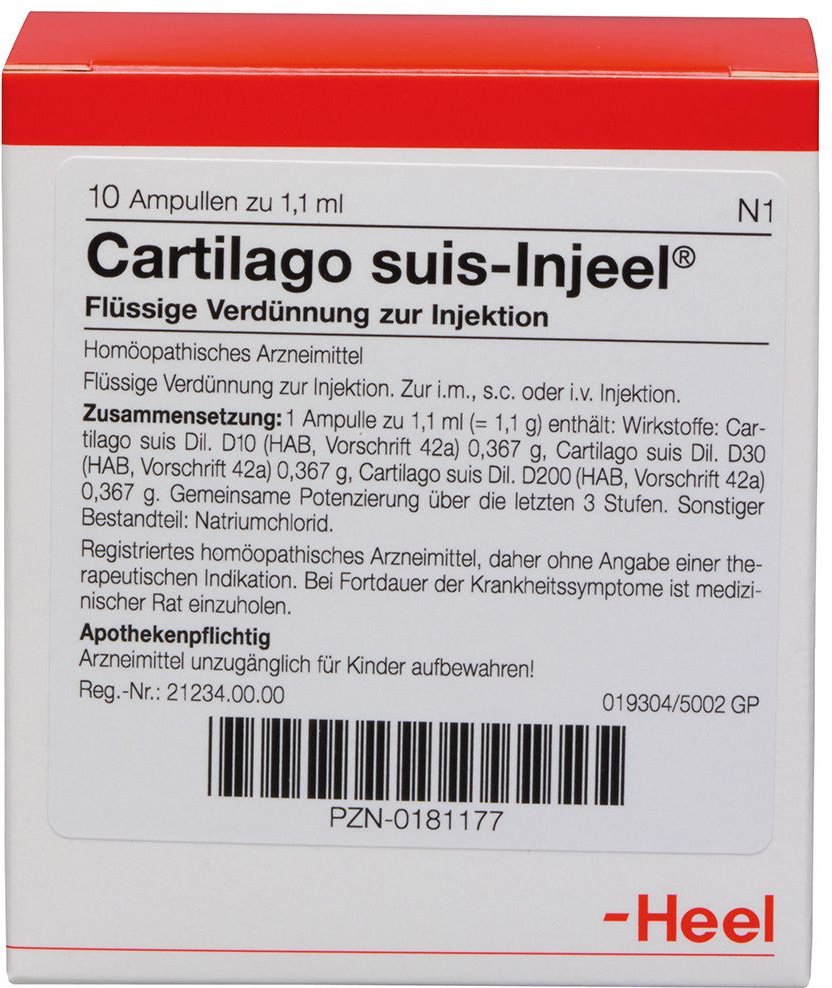 10 Ampullen zu 1,1 ml
N1
Cartilago suis-Injeel®
Flüssige Verdünnung zur Injektion
Homöopathisches Arzneimittel
Flüssige Verdünnung zur Injektion. Zur i.m., s.c. oder i.v. Injektion.
Zusammensetzung: 1 Ampulle zu 1,1 ml (= 1,1 g) enthält: Wirkstoffe: Car-
tilago suis Dil. D10 (HAB, Vorschrift 42a) 0,367 g, Cartilago suis Dil. D30
(HAB, Vorschrift 42a) 0,367 g, Cartilago suis Dil. D200 (HAB, Vorschrift 42a)
0,367 g. Gemeinsame Potenzierung über die letzten 3 Stufen. Sonstiger
Bestandteil: Natriumchlorid.
Registriertes homöopathisches Arzneimittel, daher ohne Angabe einer the-
rapeutischen Indikation. Bei Fortdauer der Krankheitssymptome ist medizi-
nischer Rat einzuholen.
Apothekenpflichtig
Arzneimittel unzugänglich für Kinder aufbewahren!
Reg.-Nr.: 21234.00.00
019304/5002 GP
PZN-0181177
-Heel